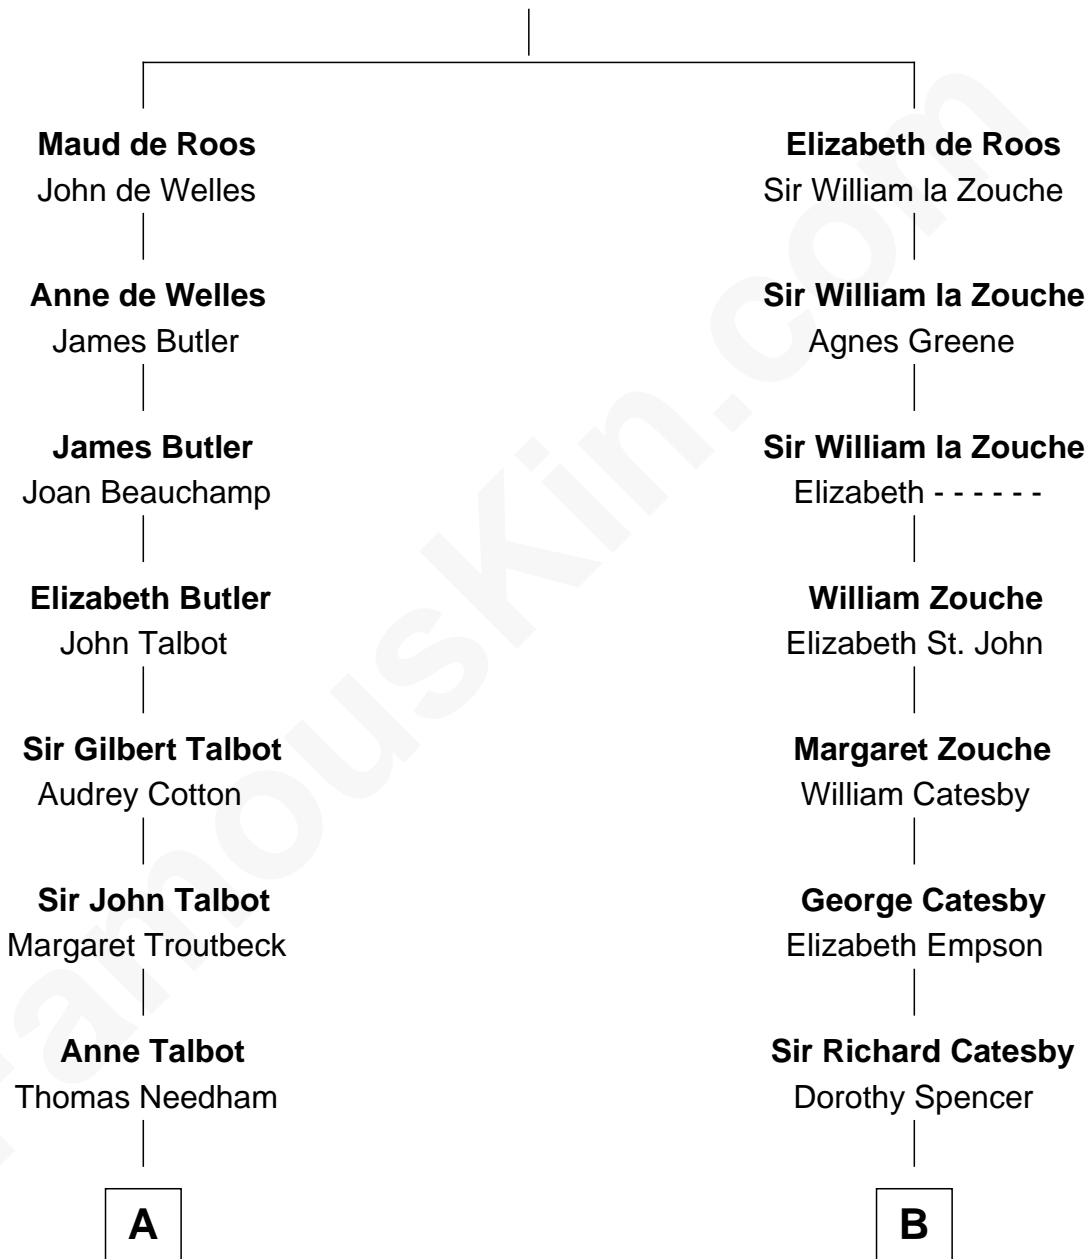 Maud de Roos
John de Welles
Elizabeth de Roos
Sir William la Zouche
Anne de Welles
James Butler
Sir William la Zouche
Agnes Greene
James Butler
Joan Beauchamp
Sir William la Zouche
Elizabeth - - - - - -
Elizabeth Butler
John Talbot
William Zouche
Elizabeth St. John
Sir Gilbert Talbot
Audrey Cotton
Margaret Zouche
William Catesby
Sir John Talbot
Margaret Troutbeck
George Catesby
Elizabeth Empson
Anne Talbot
Thomas Needham
Sir Richard Catesby
Dorothy Spencer
A
B
FamousKin.com